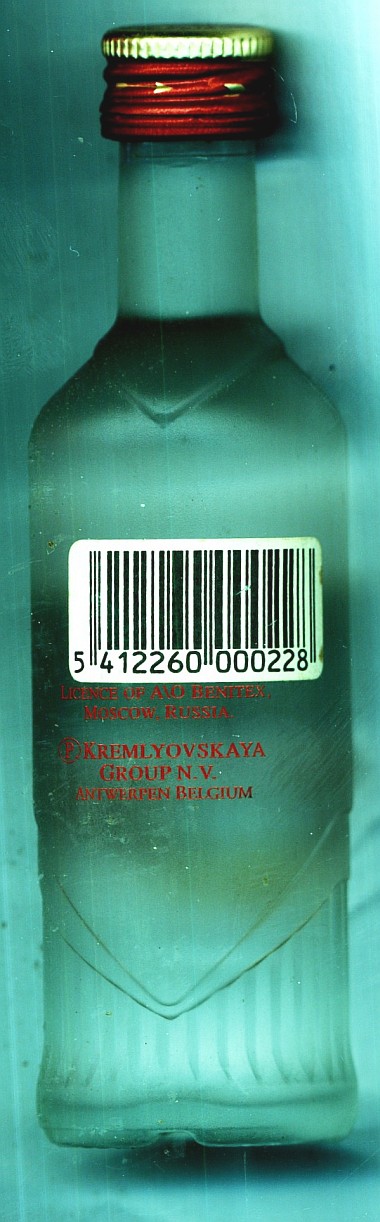 5 412260 000228
LICENCE OF A\O BENITEX,
MOSCOW, RUSSIA.
Ⓟ KREMLYOVSKAYA
GROUP N.V.
ANTWERPEN BELGIUM